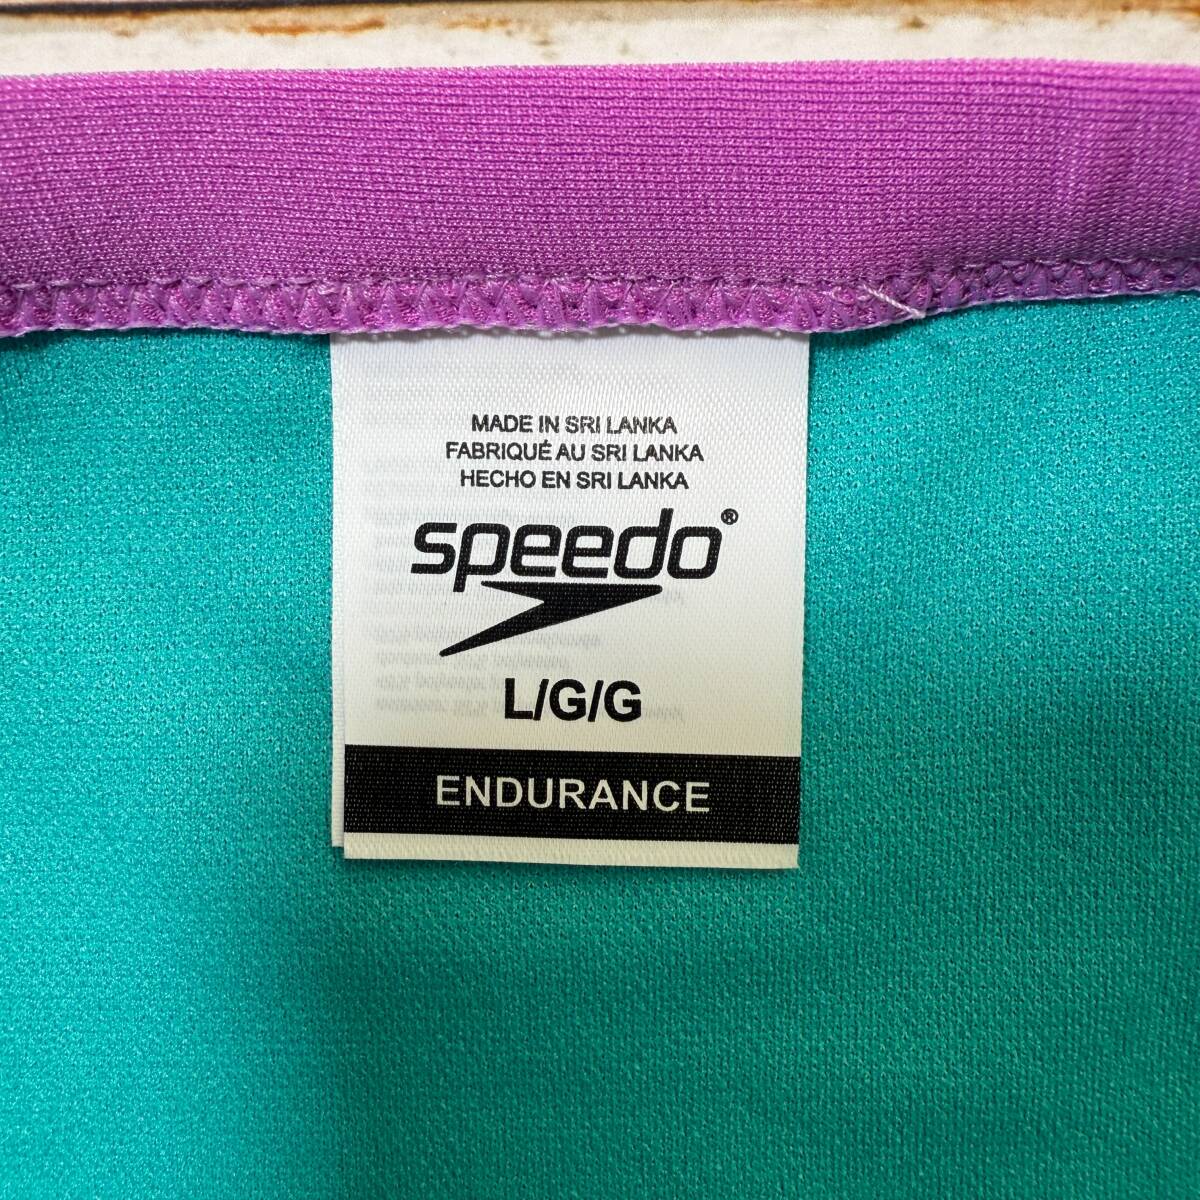 MADE IN SRI LANKA
FABRIQUÉ AU SRI LANKA
HECHO EN SRI LANKA
speedo®
L/G/G
ENDURANCE